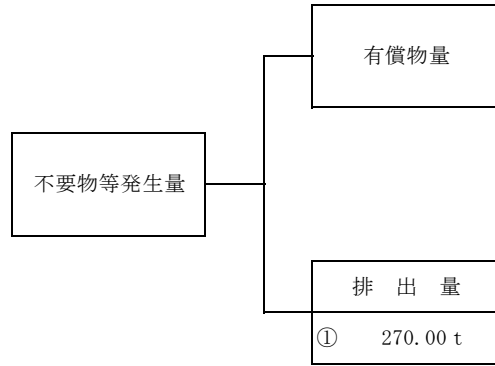 有償物量
不要物等発生量
排 出 量
① 270.00 t